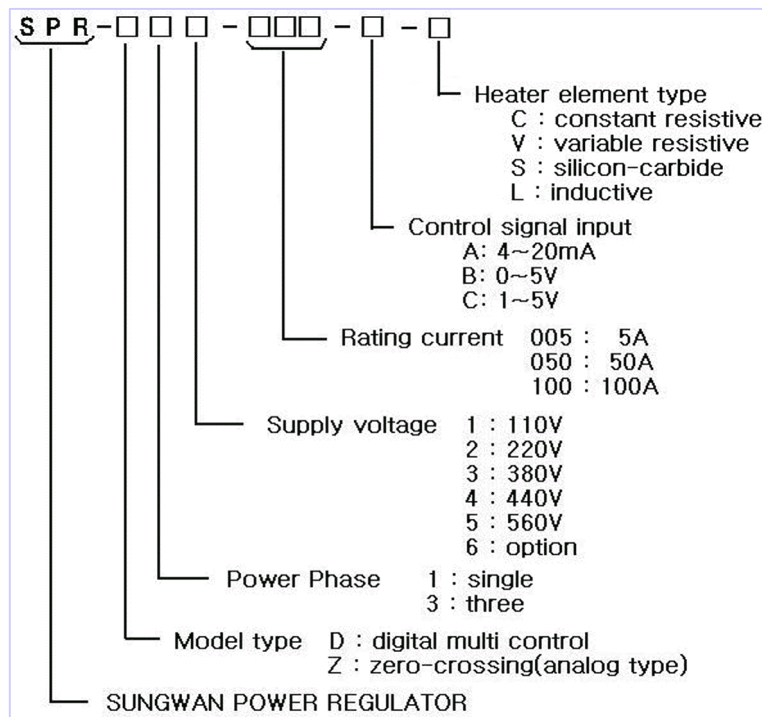 SPR-□□□-□□□-□-□
Heater element type
C : constant resistive
V : variable resistive
S : silicon-carbide
L : inductive
Control signal input
A: 4~20mA
B: 0~5V
C: 1~5V
Rating current 005 : 5A
050 : 50A
100 : 100A
Supply voltage 1 : 110V
2 : 220V
3 : 380V
4 : 440V
5 : 560V
6 : option
Power Phase 1 : single
3 : three
Model type D : digital multi control
Z : zero-crossing(analog type)
SUNGWAN POWER REGULATOR